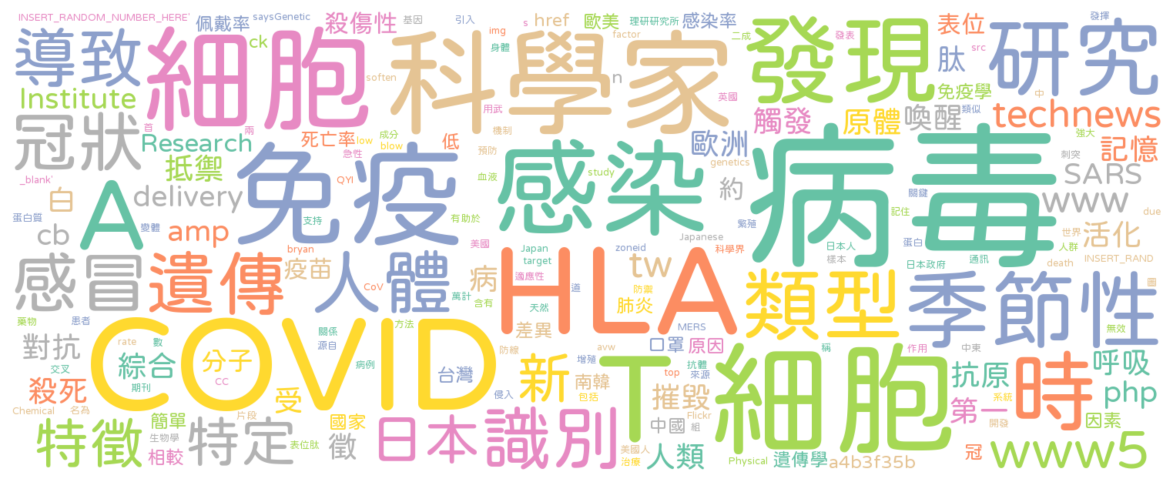 INSERT_RANDOM_NUMBER_HERE`
佩戴率
saysGenetic
殺傷性
基因
引入
s
href
img
歐美
理研研究所
感染率
二成
發表
表位
src
發揮
導致
細胞
ck
soften
科學家
身體
factor
n
發現
肽
中
研究
Institute
用武
機制
英國
免疫學
類似
technews
冠狀
首
兩
Research
死亡率
急性
成分
low
blow
低
預防
觸發
原體
喚醒
強大
記憶
抵禦
免疫
感染
歐洲
genetics
病毒
刺突
SARS
_blank`
QYI
血液
study
白
A
delivery
約
關鍵
www
due
蛋白質
變體
支持
有助於
繁殖
記住
世界
cb
amp
美國
Japan
zoneid
Japanese
科學界
日本人
蛋白
人群
活化
感冒
遺傳
bryan
疫苗
人體
病
target
適應性
HLA
tw
防禦
樣本
日本政府
通訊
death
INSERT_RAND
CoV
萬計
含有
天然
道
肺炎
類型
季節性
圖
藥物
患者
COVID
關係
源自
方法
差異
MERS
口罩
原因
稱
作用
中東
無效
對抗
rate
數
交叉
綜合
分子
病例
台灣
防線
增殖
avw
抗體
來源
T
細胞
呼吸
殺死
期刊
CC
侵入
新
南韓
包括
top
摧毀
抗原
系統
時
php
Chemical
名為
簡單
片段
受
國家
Flickr
組
中國
第一
開發
因素
特徵
生物學
相較
特定
表位肽
徵
日本
識別
美國人
治療
人類
Physical
遺傳學
a4b3f35b
冠
www5